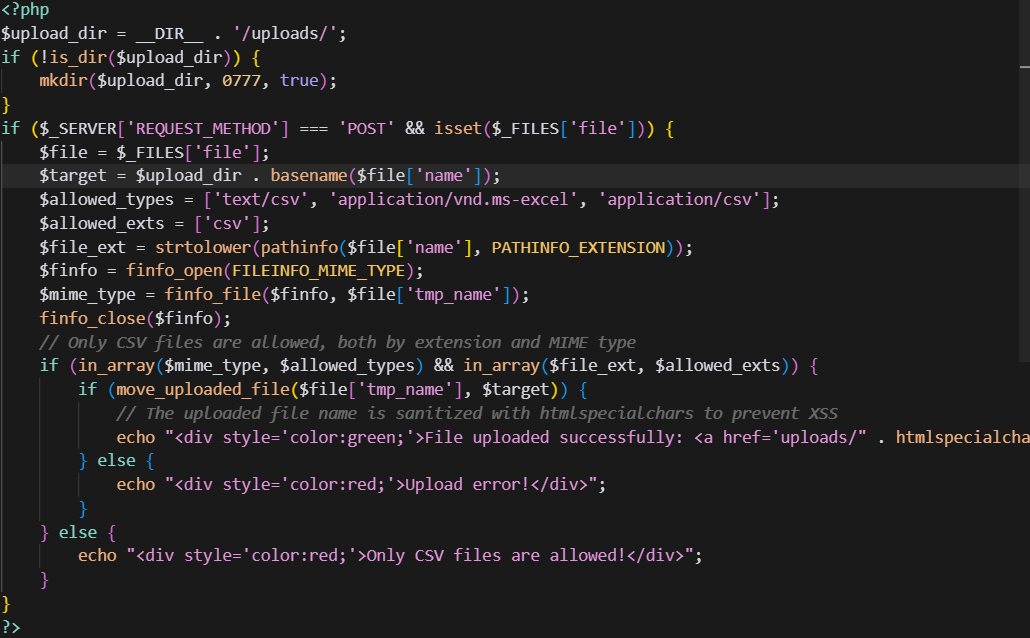 <?php
$upload_dir = __DIR__ . '/uploads/';
if (!is_dir($upload_dir)) {
    mkdir($upload_dir, 0777, true);
}
if ($_SERVER['REQUEST_METHOD'] === 'POST' && isset($_FILES['file'])) {
    $file = $_FILES['file'];
    $target = $upload_dir . basename($file['name']);
    $allowed_types = ['text/csv', 'application/vnd.ms-excel', 'application/csv'];
    $allowed_exts = ['csv'];
    $file_ext = strtolower(pathinfo($file['name'], PATHINFO_EXTENSION));
    $finfo = finfo_open(FILEINFO_MIME_TYPE);
    $mime_type = finfo_file($finfo, $file['tmp_name']);
    finfo_close($finfo);
    // Only CSV files are allowed, both by extension and MIME type
    if (in_array($mime_type, $allowed_types) && in_array($file_ext, $allowed_exts)) {
        if (move_uploaded_file($file['tmp_name'], $target)) {
            // The uploaded file name is sanitized with htmlspecialchars to prevent XSS
            echo "<div style='color:green;'>File uploaded successfully: <a href='uploads/" . htmlspecialcha
        } else {
            echo "<div style='color:red;'>Upload error!</div>";
        }
    } else {
        echo "<div style='color:red;'>Only CSV files are allowed!</div>";
    }
}
?>